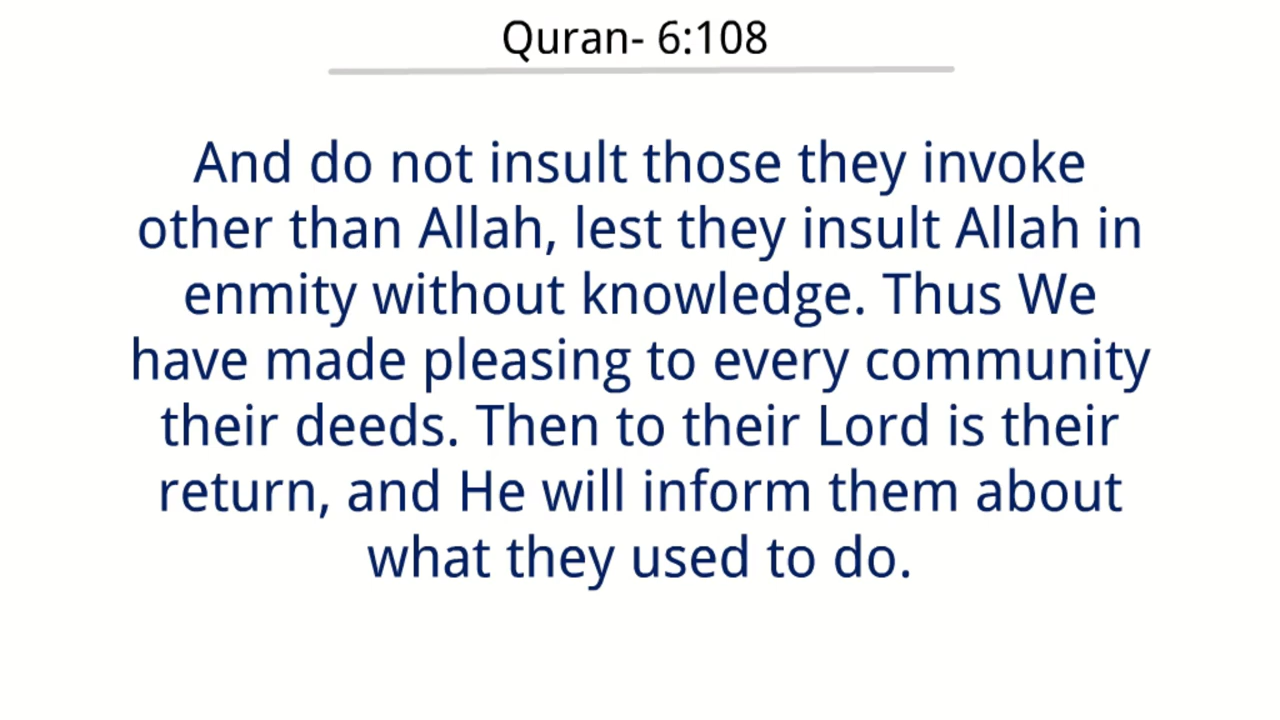 Quran- 6:108
And do not insult those they invoke
other than Allah, lest they insult Allah in
enmity without knowledge. Thus We
have made pleasing to every community
their deeds. Then to their Lord is their
return, and He will inform them about
what they used to do.